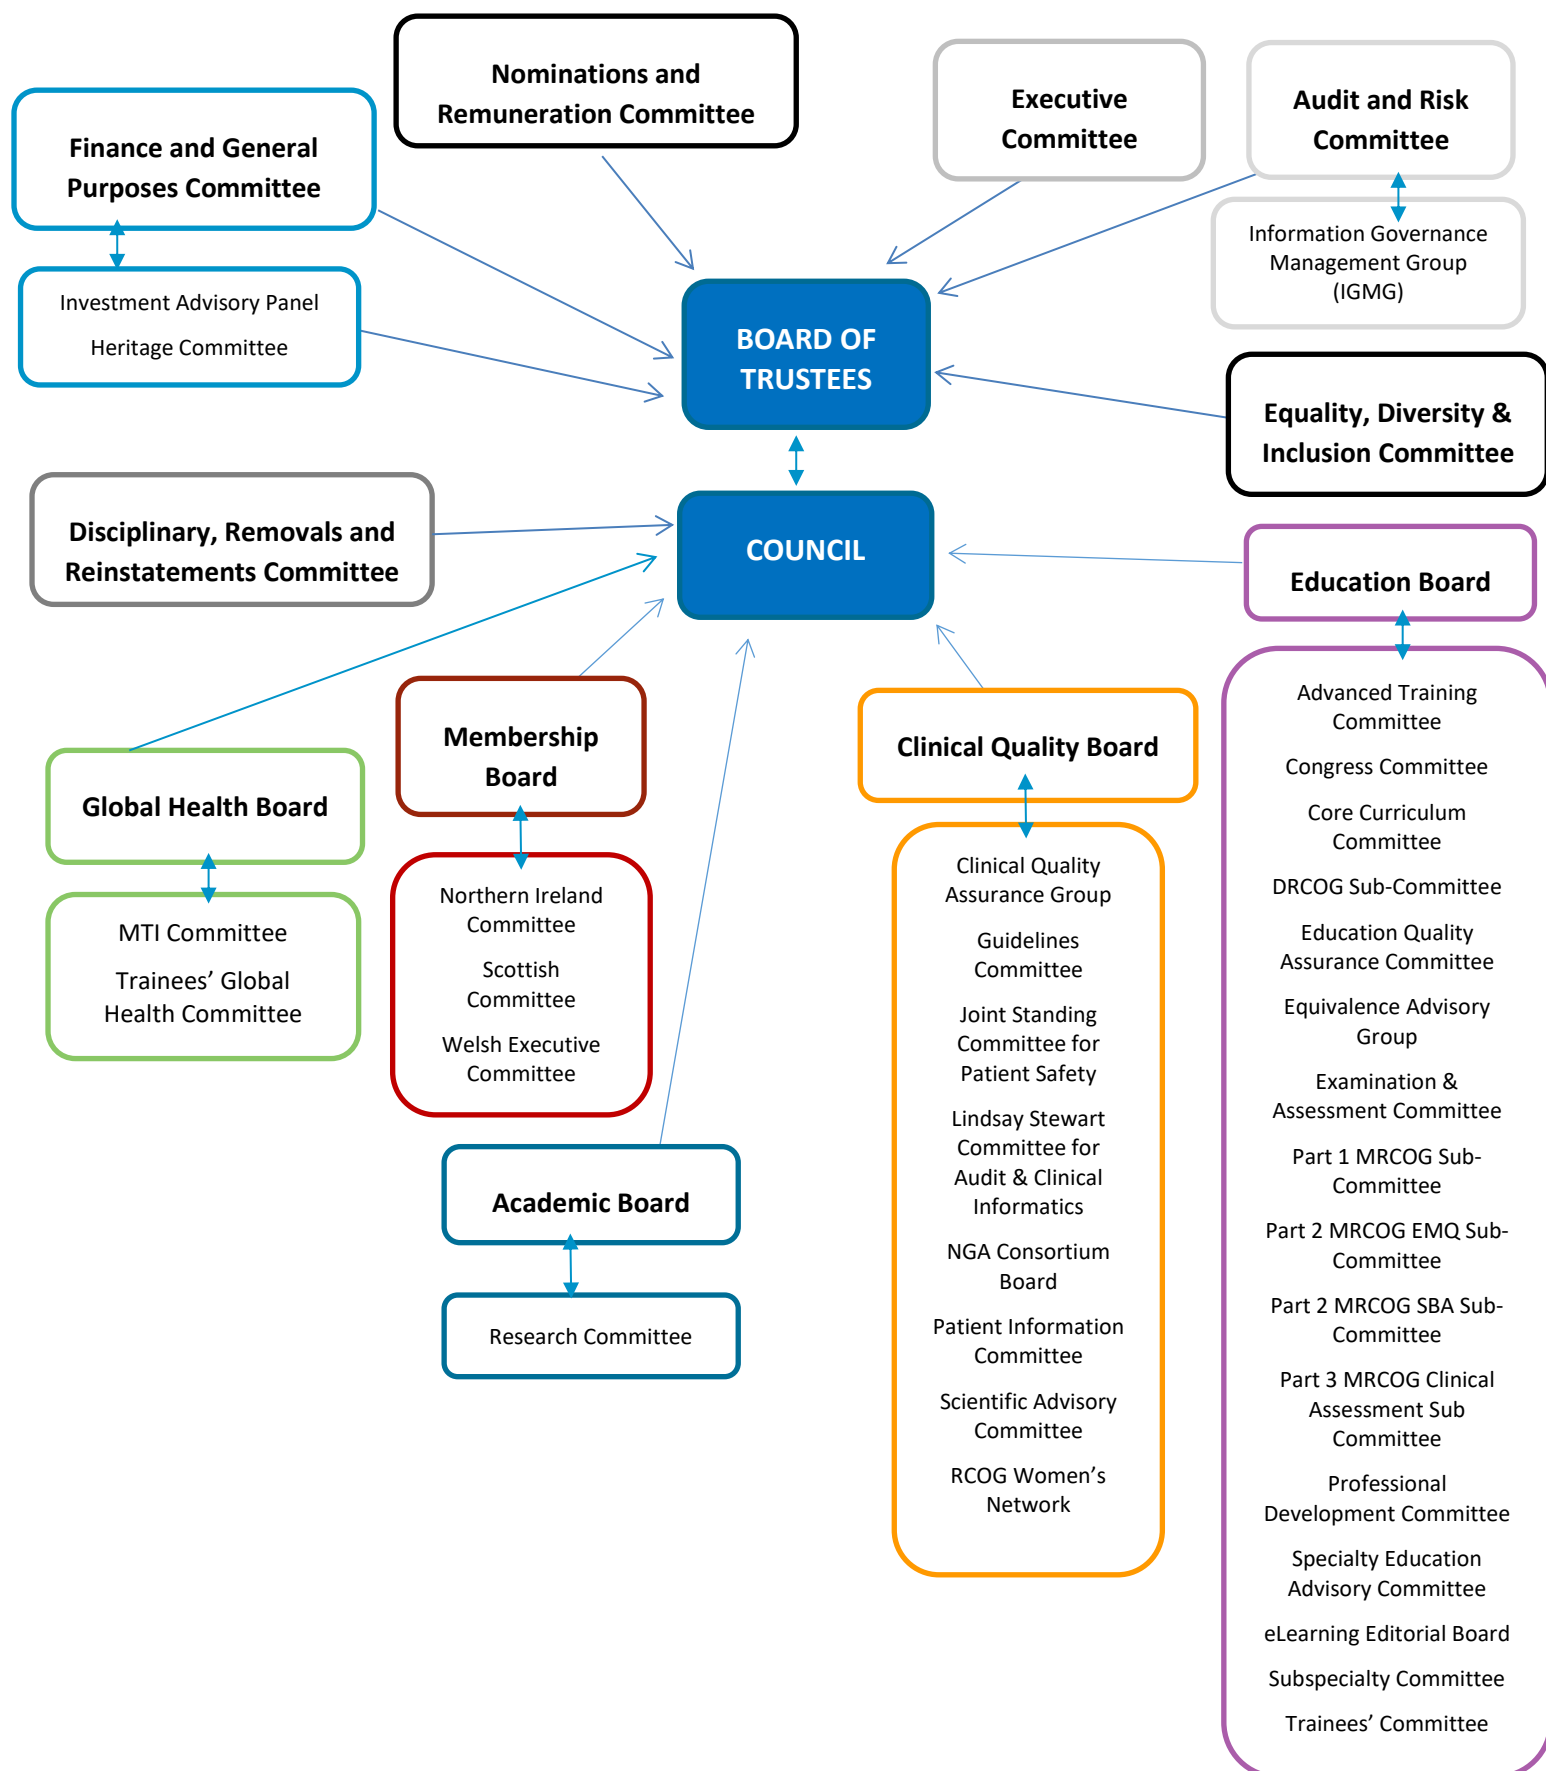 Nominations and
Remuneration Committee
Executive
Committee
Audit and Risk
Committee
Finance and General
Purposes Committee
Information Governance
Management Group
(IGMG)
Investment Advisory Panel
Heritage Committee
BOARD OF
TRUSTEES
Equality, Diversity &
Inclusion Committee
Disciplinary, Removals and
Reinstatements Committee
COUNCIL
Education Board
Advanced Training
Committee
Congress Committee
Core Curriculum
Committee
DRCOG Sub-Committee
Education Quality
Assurance Committee
Equivalence Advisory
Group
Examination &
Assessment Committee
Part 1 MRCOG Sub-
Committee
Part 2 MRCOG EMQ Sub-
Committee
Part 2 MRCOG SBA Sub-
Committee
Part 3 MRCOG Clinical
Assessment Sub
Committee
Professional
Development Committee
Specialty Education
Advisory Committee
eLearning Editorial Board
Subspecialty Committee
Trainees’ Committee
Membership
Board
Northern Ireland
Committee
Scottish
Committee
Welsh Executive
Committee
Clinical Quality Board
Clinical Quality
Assurance Group
Guidelines
Committee
Joint Standing
Committee for
Patient Safety
Lindsay Stewart
Committee for
Audit & Clinical
Informatics
NGA Consortium
Board
Patient Information
Committee
Scientific Advisory
Committee
RCOG Women’s
Network
Global Health Board
MTI Committee
Trainees’ Global
Health Committee
Academic Board
Research Committee